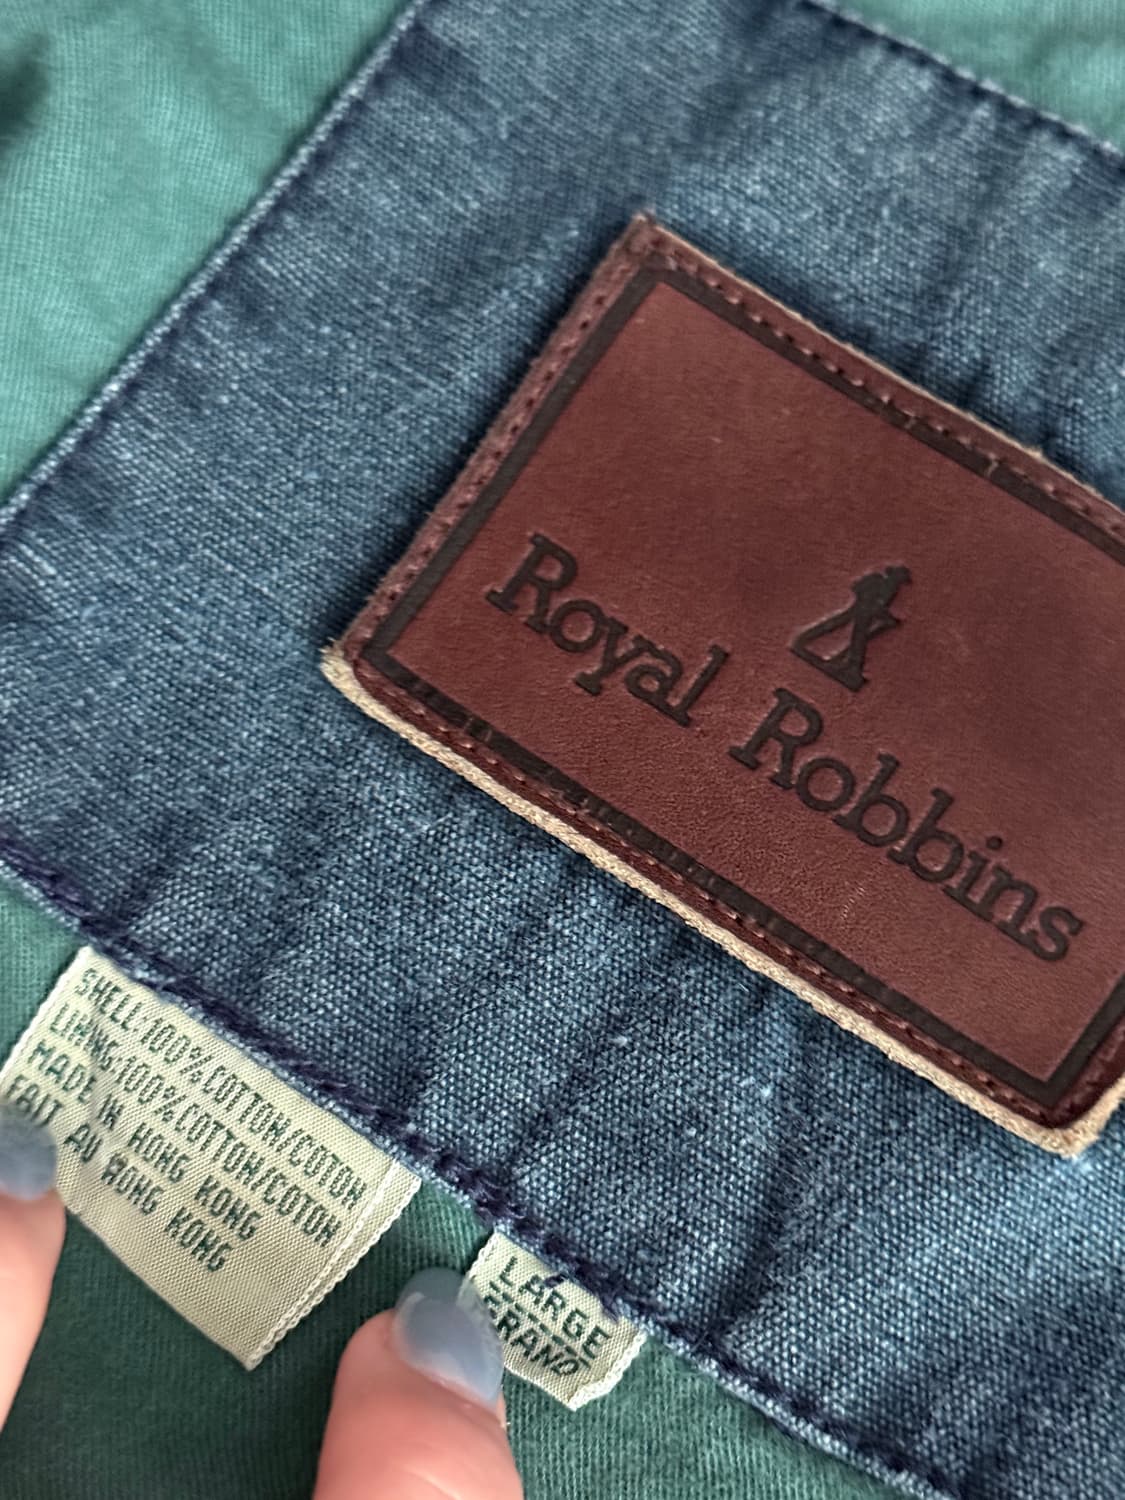 Royal Robbins
SHELL:100%COTTON/COTON
LINING:100%COTTON/COTON
MADE IN HONG KONG
FAIT AU HONG KONG
LARGE
GRAND